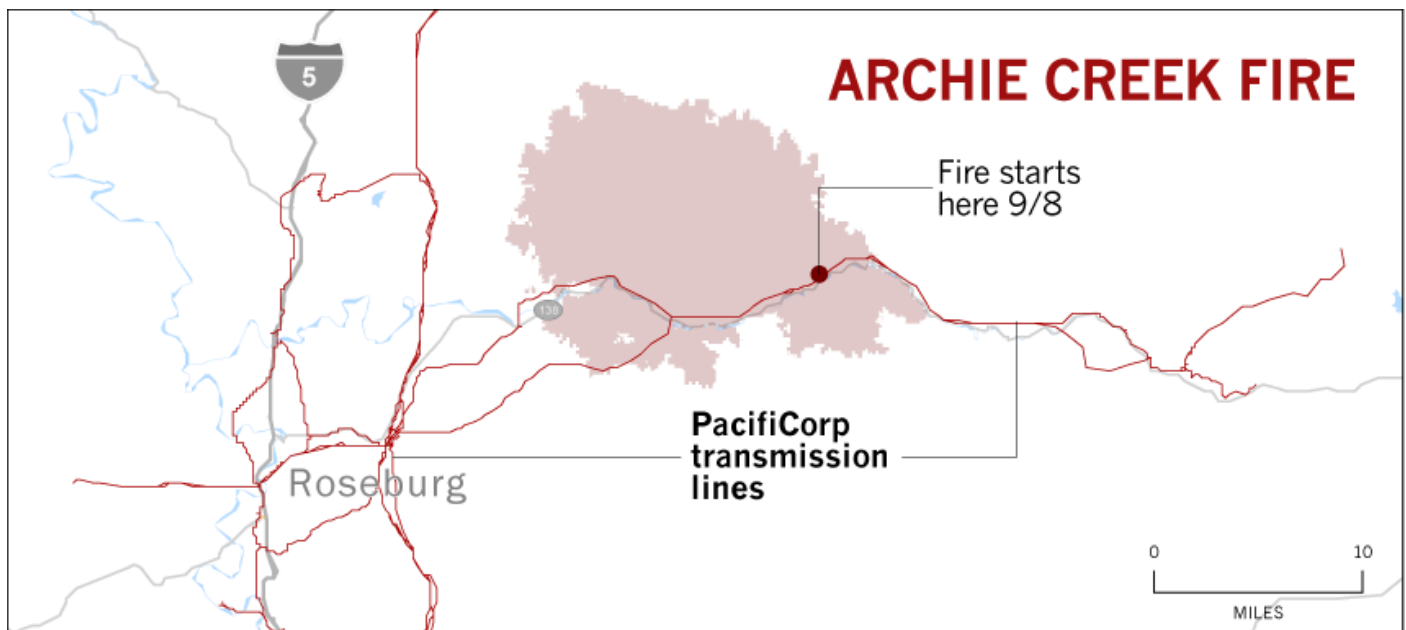 ARCHIE CREEK FIRE
5
Fire starts
here 9/8
138
PacifiCorp
transmission
lines
Roseburg
0 10
MILES